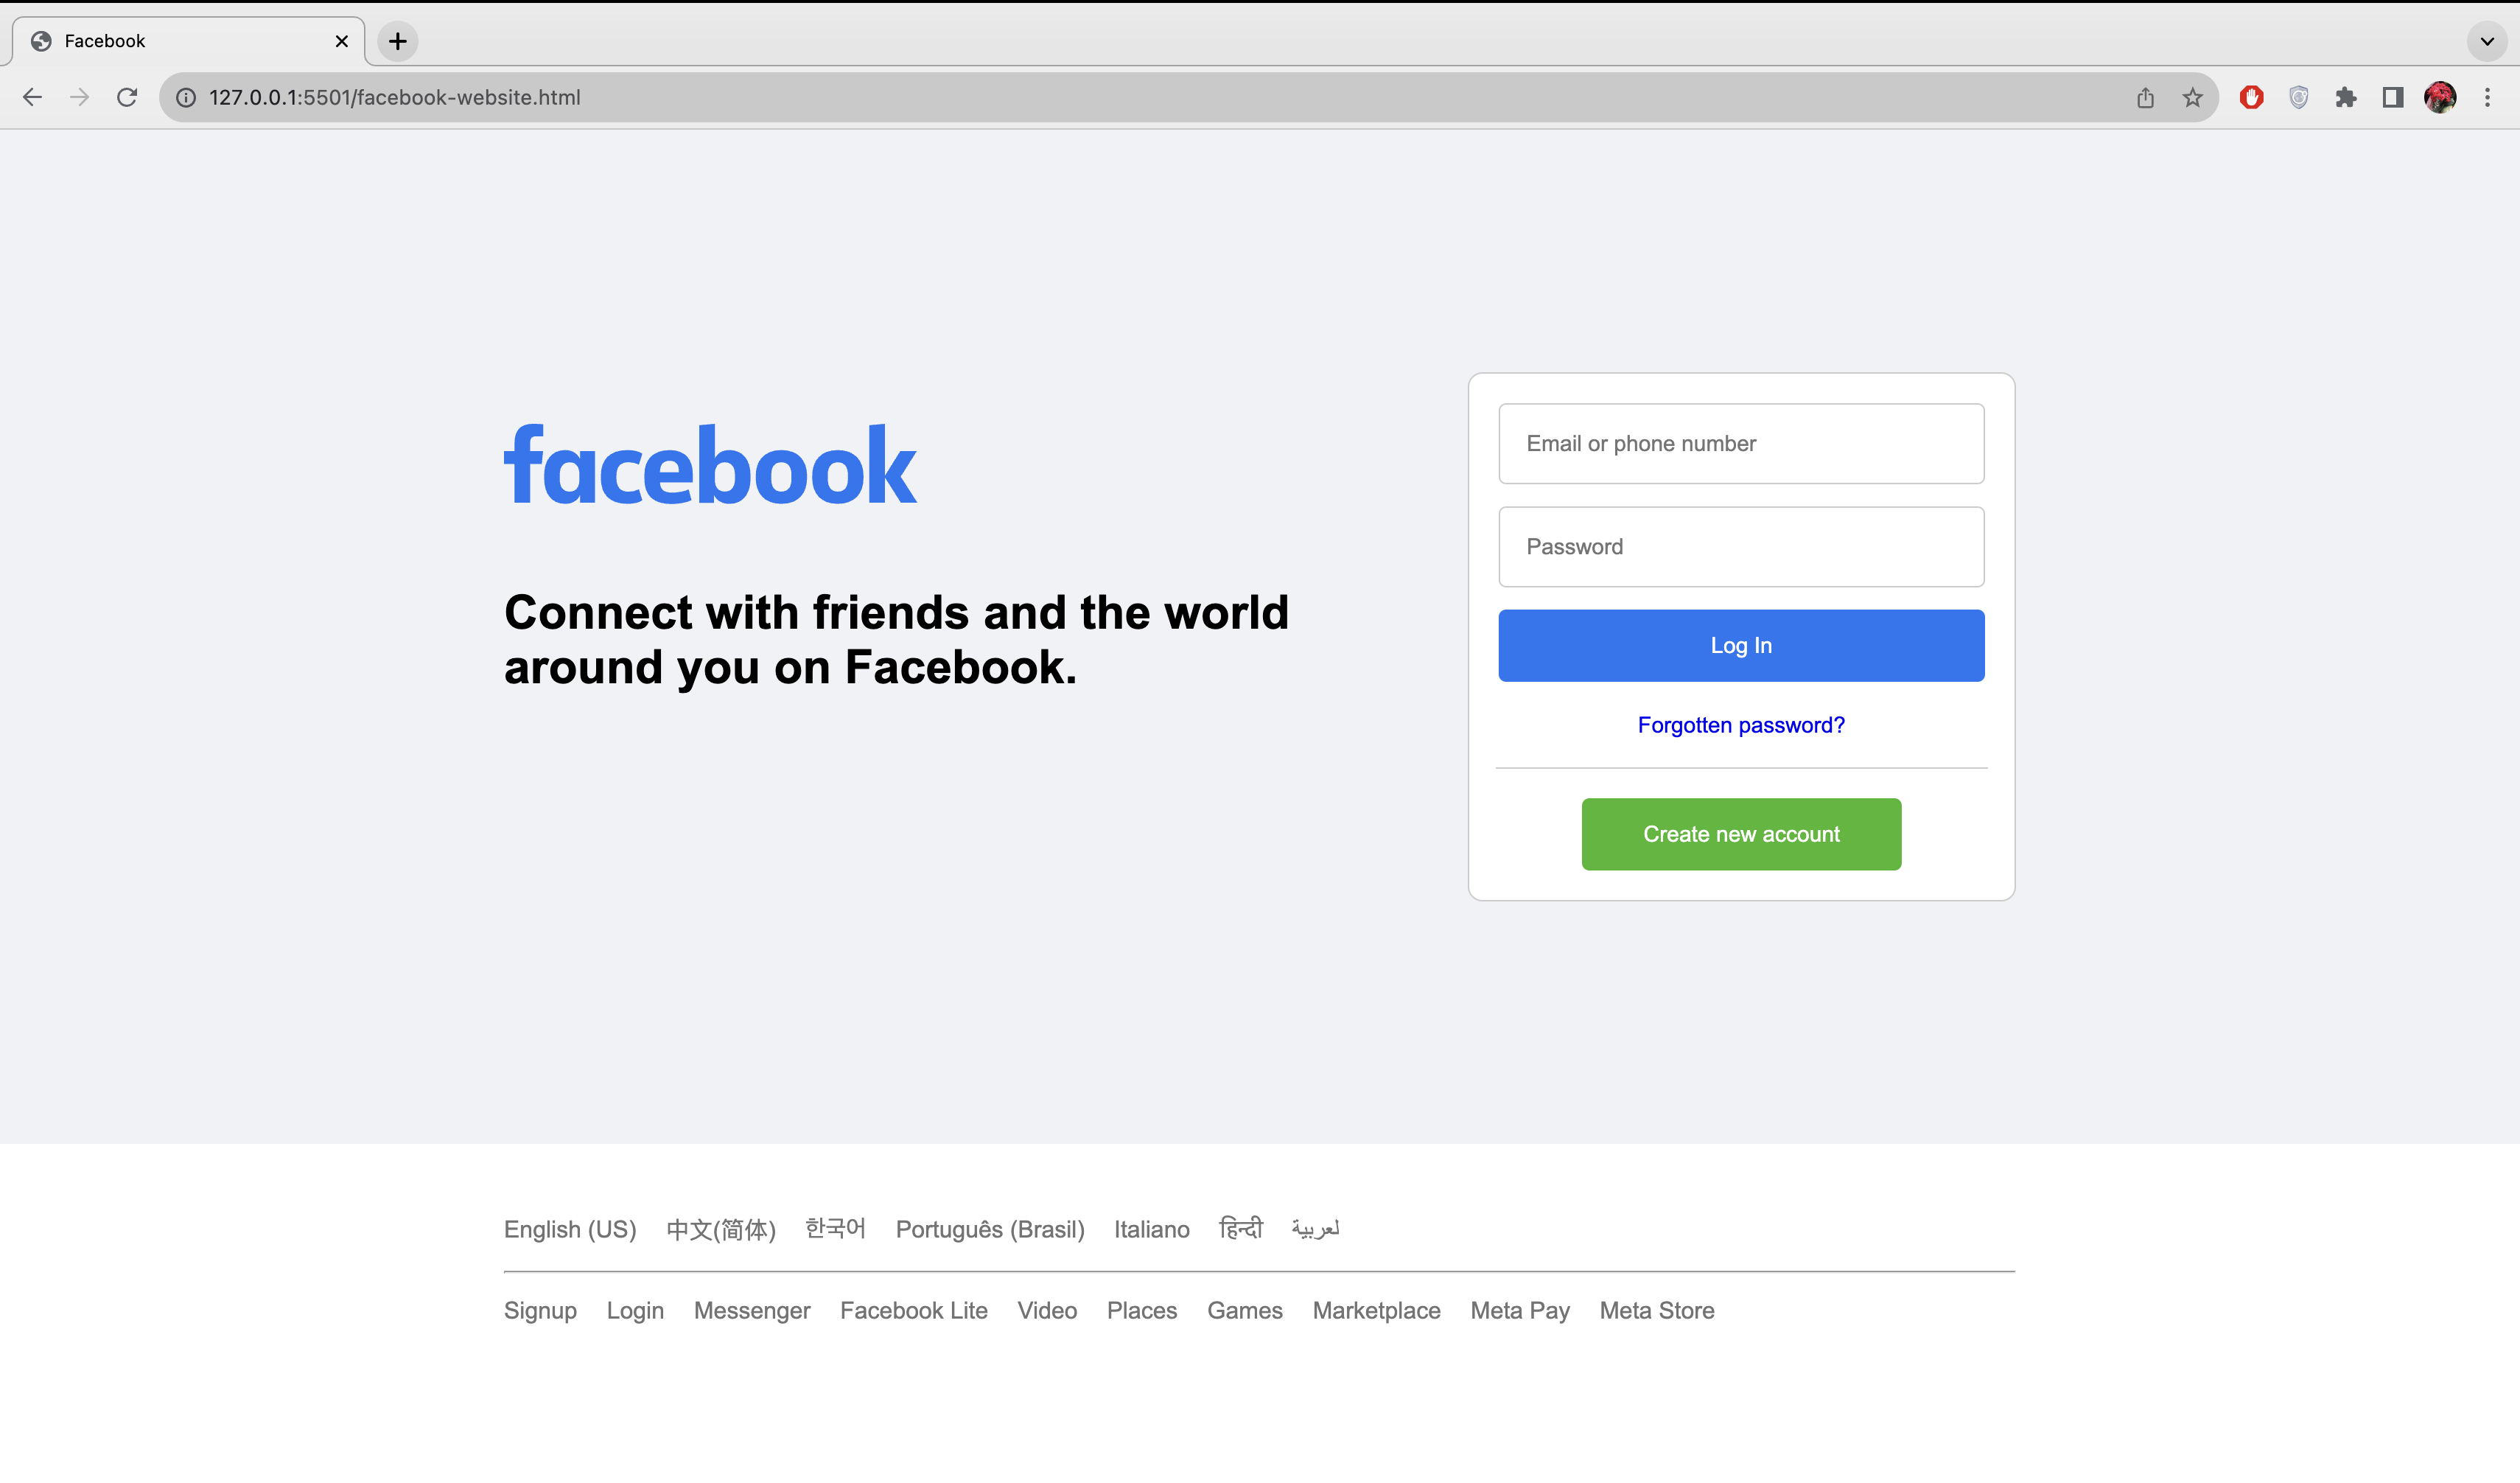 Facebook
127.0.0.1:5501/facebook-website.html
facebook
Connect with friends and the world
around you on Facebook.
Email or phone number
Password
Log In
Forgotten password?
Create new account
English (US) 中文(简体) 한국어 Português (Brasil) Italiano हिन्दी لعربية
Signup Login Messenger Facebook Lite Video Places Games Marketplace Meta Pay Meta Store